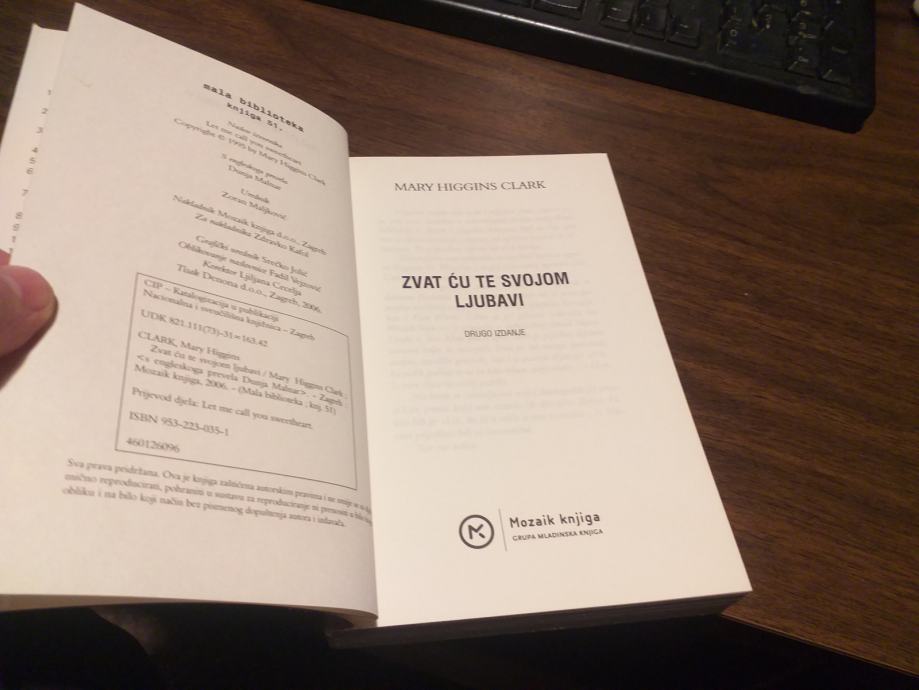 mala biblioteka
knjiga 51.
Naslov izvornika
Let me call you sweetheart
Copyright © 1995 by Mary Higgins Clark
S engleskoga prevela
Dunja Malnar
Urednik
Zoran Maljković
Nakladnik Mozaik knjiga d.o.o., Zagreb
Za nakladnika Zdravko Kafol
Grafički urednik Srećko Jolić
Oblikovanje naslovnice Fadil Vejzović
Korektor Ljiljana Cecelja
Tisak Denona d.o.o., Zagreb, 2006.
CIP – Katalogizacija u publikaciji
Nacionalna i sveučilišna knjižnica – Zagreb
UDK 821.111(73)-31=163.42
CLARK, Mary Higgins
Zvat ću te svojom ljubavi / Mary Higgins Clark ;
<s engleskoga prevela Dunja Malnar>. - Zagreb :
Mozaik knjiga, 2006. - (Mala biblioteka ; knj. 51)
Prijevod djela: Let me call you sweetheart.
ISBN 953-223-035-1
460126096
Sva prava pridržana. Ova je knjiga zaštićena autorskim pravima i ne smije se ni
umično reproducirati, pohraniti u sustavu za reproduciranje ni prenositi u bilo
obliku i na bilo koji način bez pismenog dopuštenja autora i izdavača.
MARY HIGGINS CLARK
ZVAT ĆU TE SVOJOM
LJUBAVI
DRUGO IZDANJE
Mozaik knjiga
GRUPA MLADINSKA KNJIGA